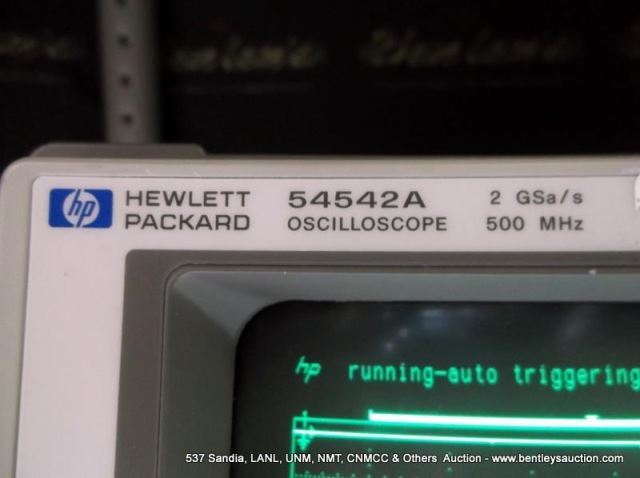 hp HEWLETT PACKARD
54542A OSCILLOSCOPE
2 GSa/s 500 MHz
hp running-auto triggering
537 Sandia, LANL, UNM, NMT, CNMCC & Others Auction - www.bentleysauction.com